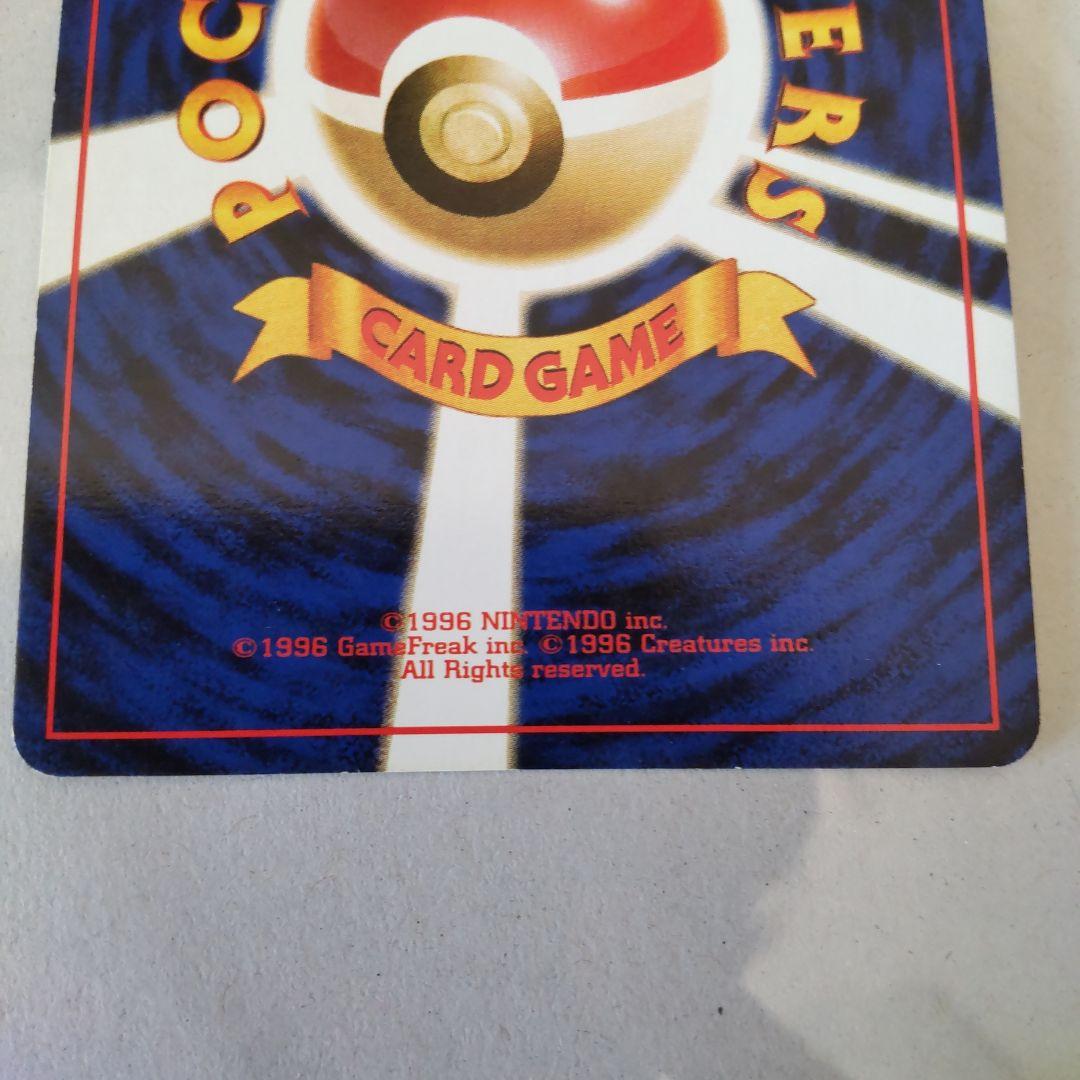 POC
ERS
CARD GAME
©1996 NINTENDO inc.
©1996 GameFreak inc. ©1996 Creatures inc.
All Rights reserved.